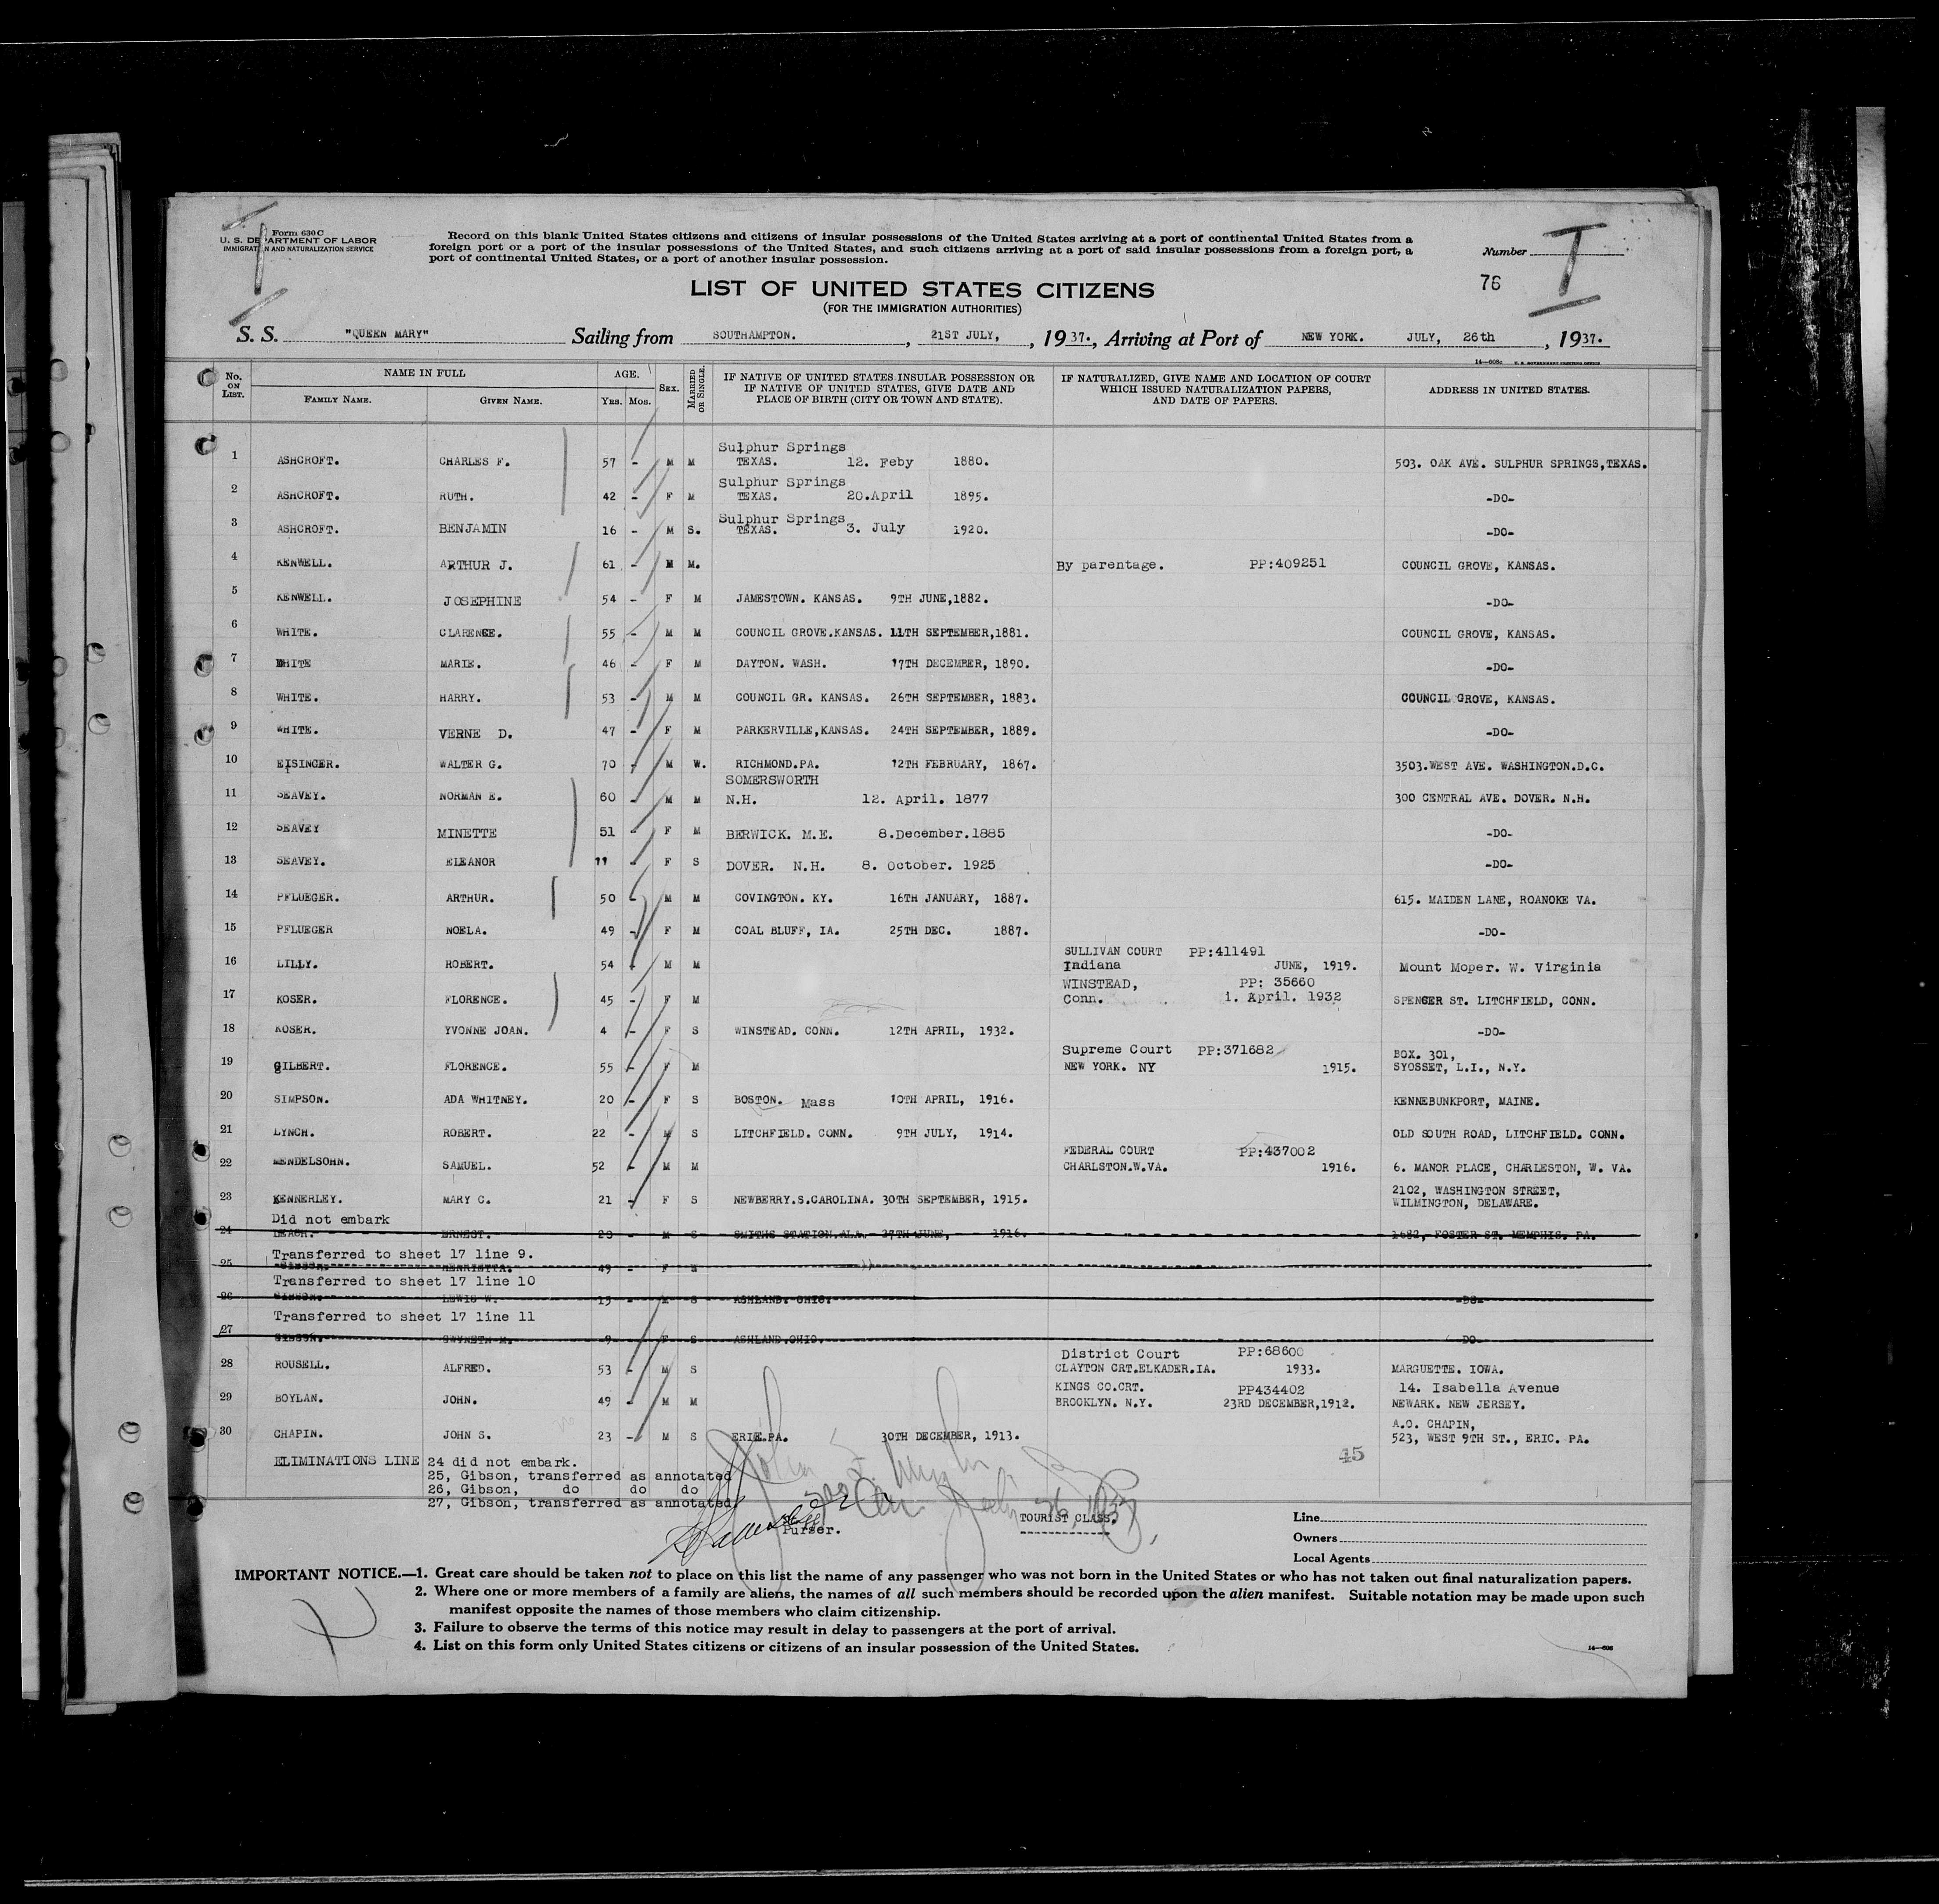 Form 630 C
U. S. DEPARTMENT OF LABOR
IMMIGRATION AND NATURALIZATION SERVICE
Record on this blank United States citizens and citizens of insular possessions of the United States arriving at a port of continental United States from a
foreign port or a port of the insular possessions of the United States, and such citizens arriving at a port of said insular possessions from a foreign port, a
port of continental United States, or a port of another insular possession.
Number
I
76
LIST OF UNITED STATES CITIZENS
(FOR THE IMMIGRATION AUTHORITIES)
S. S. "QUEEN MARY" Sailing from SOUTHAMPTON. , 21ST JULY, , 1937., Arriving at Port of NEW YORK. JULY, 26th , 1937.
No. ON LIST. NAME IN FULL FAMILY NAME. GIVEN NAME. AGE. YRS. MOS. SEX. MARRIED OR SINGLE. IF NATIVE OF UNITED STATES INSULAR POSSESSION OR IF NATIVE OF UNITED STATES, GIVE DATE AND PLACE OF BIRTH (CITY OR TOWN AND STATE). IF NATURALIZED, GIVE NAME AND LOCATION OF COURT WHICH ISSUED NATURALIZATION PAPERS, AND DATE OF PAPERS. ADDRESS IN UNITED STATES.
1 ASHCROFT. CHARLES F. 57 - M M Sulphur Springs TEXAS. 12. Feby 1880. 503. OAK AVE. SULPHUR SPRINGS,TEXAS.
2 ASHCROFT. RUTH. 42 - F M Sulphur Springs TEXAS. 20.April 1895. -DO-
3 ASHCROFT. BENJAMIN 16 - M S. Sulphur Springs TEXAS. 3. July 1920. -DO-
4 KENWELL. ARTHUR J. 61 - M M. By parentage. PP:409251 COUNCIL GROVE, KANSAS.
5 KENWELL. JOSEPHINE 54 - F M JAMESTOWN. KANSAS. 9TH JUNE,1882. -DO-
6 WHITE. CLARENCE. 55 - M M COUNCIL GROVE.KANSAS. 11TH SEPTEMBER,1881. COUNCIL GROVE, KANSAS.
7 WHITE MARIE. 46 - F M DAYTON. WASH. 17TH DECEMBER, 1890. -DO-
8 WHITE. HARRY. 53 - M M COUNCIL GR. KANSAS. 26TH SEPTEMBER, 1883. COUNCIL GROVE, KANSAS.
9 WHITE. VERNE D. 47 - F M PARKERVILLE,KANSAS. 24TH SEPTEMBER, 1889. -DO-
10 EISINGER. WALTER G. 70 - M W. RICHMOND.PA. 12TH FEBRUARY, 1867. 3503.WEST AVE. WASHINGTON.D.C.
11 SEAVEY. NORMAN E. 60 - M M SOMERSWORTH N.H. 12. April. 1877 300 CENTRAL AVE. DOVER. N.H.
12 SEAVEY MINETTE 51 - F M BERWICK. M.E. 8.December.1885 -DO-
13 SEAVEY. ELEANOR 11 - F S DOVER. N.H. 8. October. 1925 -DO-
14 PFLUEGER. ARTHUR. 50 - M M COVINGTON. KY. 16TH JANUARY, 1887. 615. MAIDEN LANE, ROANOKE VA.
15 PFLUEGER NOELA. 49 - F M COAL BLUFF, IA. 25TH DEC. 1887. -DO-
16 LILLY. ROBERT. 54 - M M SULLIVAN COURT PP:411491 Indiana JUNE, 1919. Mount Moper. W. Virginia
17 KOSER. FLORENCE. 45 - F M WINSTEAD, PP: 35660 Conn. 1. April. 1932 SPENCER ST. LITCHFIELD, CONN.
18 KOSER. YVONNE JOAN. 4 - F S WINSTEAD. CONN. 12TH APRIL, 1932. -DO-
19 GILBERT. FLORENCE. 55 - F M Supreme Court PP:371682 NEW YORK. NY 1915. BOX. 301, SYOSSET, L.I., N.Y.
20 SIMPSON. ADA WHITNEY. 20 - F S BOSTON. Mass 10TH APRIL, 1916. KENNEBUNKPORT, MAINE.
21 LYNCH. ROBERT. 22 - M S LITCHFIELD. CONN. 9TH JULY, 1914. OLD SOUTH ROAD, LITCHFIELD. CONN.
22 MENDELSOHN. SAMUEL. 52 - M M FEDERAL COURT PP:437002 CHARLSTON.W.VA. 1916. 6. MANOR PLACE, CHARLESTON, W. VA.
23 KENNERLEY. MARY C. 21 - F S NEWBERRY.S.CAROLINA. 30TH SEPTEMBER, 1915. 2102, WASHINGTON STREET, WILMINGTON, DELAWARE.
Did not embark
24 LEACH. ERNEST. 20 - M S SMITHS STATION.ALA. 27TH JUNE, 1916. 1682, FOSTER ST. MEMPHIS. PA.
Transferred to sheet 17 line 9.
25 GIBSON. HENRIETTA. 49 - F M
Transferred to sheet 17 line 10
26 GIBSON. LEWIS W. 15 - M S ASHLAND. OHIO. -DO-
Transferred to sheet 17 line 11
27 GIBSON. GWYNETH M. 9 - F S ASHLAND.OHIO. DO
28 ROUSELL. ALFRED. 53 - M S District Court PP:68600 CLAYTON CRT.ELKADER.IA. 1933. MARGUETTE. IOWA.
29 BOYLAN. JOHN. 49 - M M KINGS CO.CRT. PP434402 BROOKLYN. N.Y. 23RD DECEMBER,1912. 14. Isabella Avenue NEWARK. NEW JERSEY.
30 CHAPIN. JOHN S. 23 - M S ERIE.PA. 30TH DECEMBER, 1913. A.O. CHAPIN, 523, WEST 9TH ST., ERIC. PA.
45
ELIMINATIONS LINE 24 did not embark.
25, Gibson, transferred as annotated
26, Gibson, do do do
27, Gibson, transferred as annotated
Purser.
TOURIST CLASS.
Line
Owners
Local Agents
IMPORTANT NOTICE.—1. Great care should be taken not to place on this list the name of any passenger who was not born in the United States or who has not taken out final naturalization papers.
2. Where one or more members of a family are aliens, the names of all such members should be recorded upon the alien manifest. Suitable notation may be made upon such
manifest opposite the names of those members who claim citizenship.
3. Failure to observe the terms of this notice may result in delay to passengers at the port of arrival.
4. List on this form only United States citizens or citizens of an insular possession of the United States.